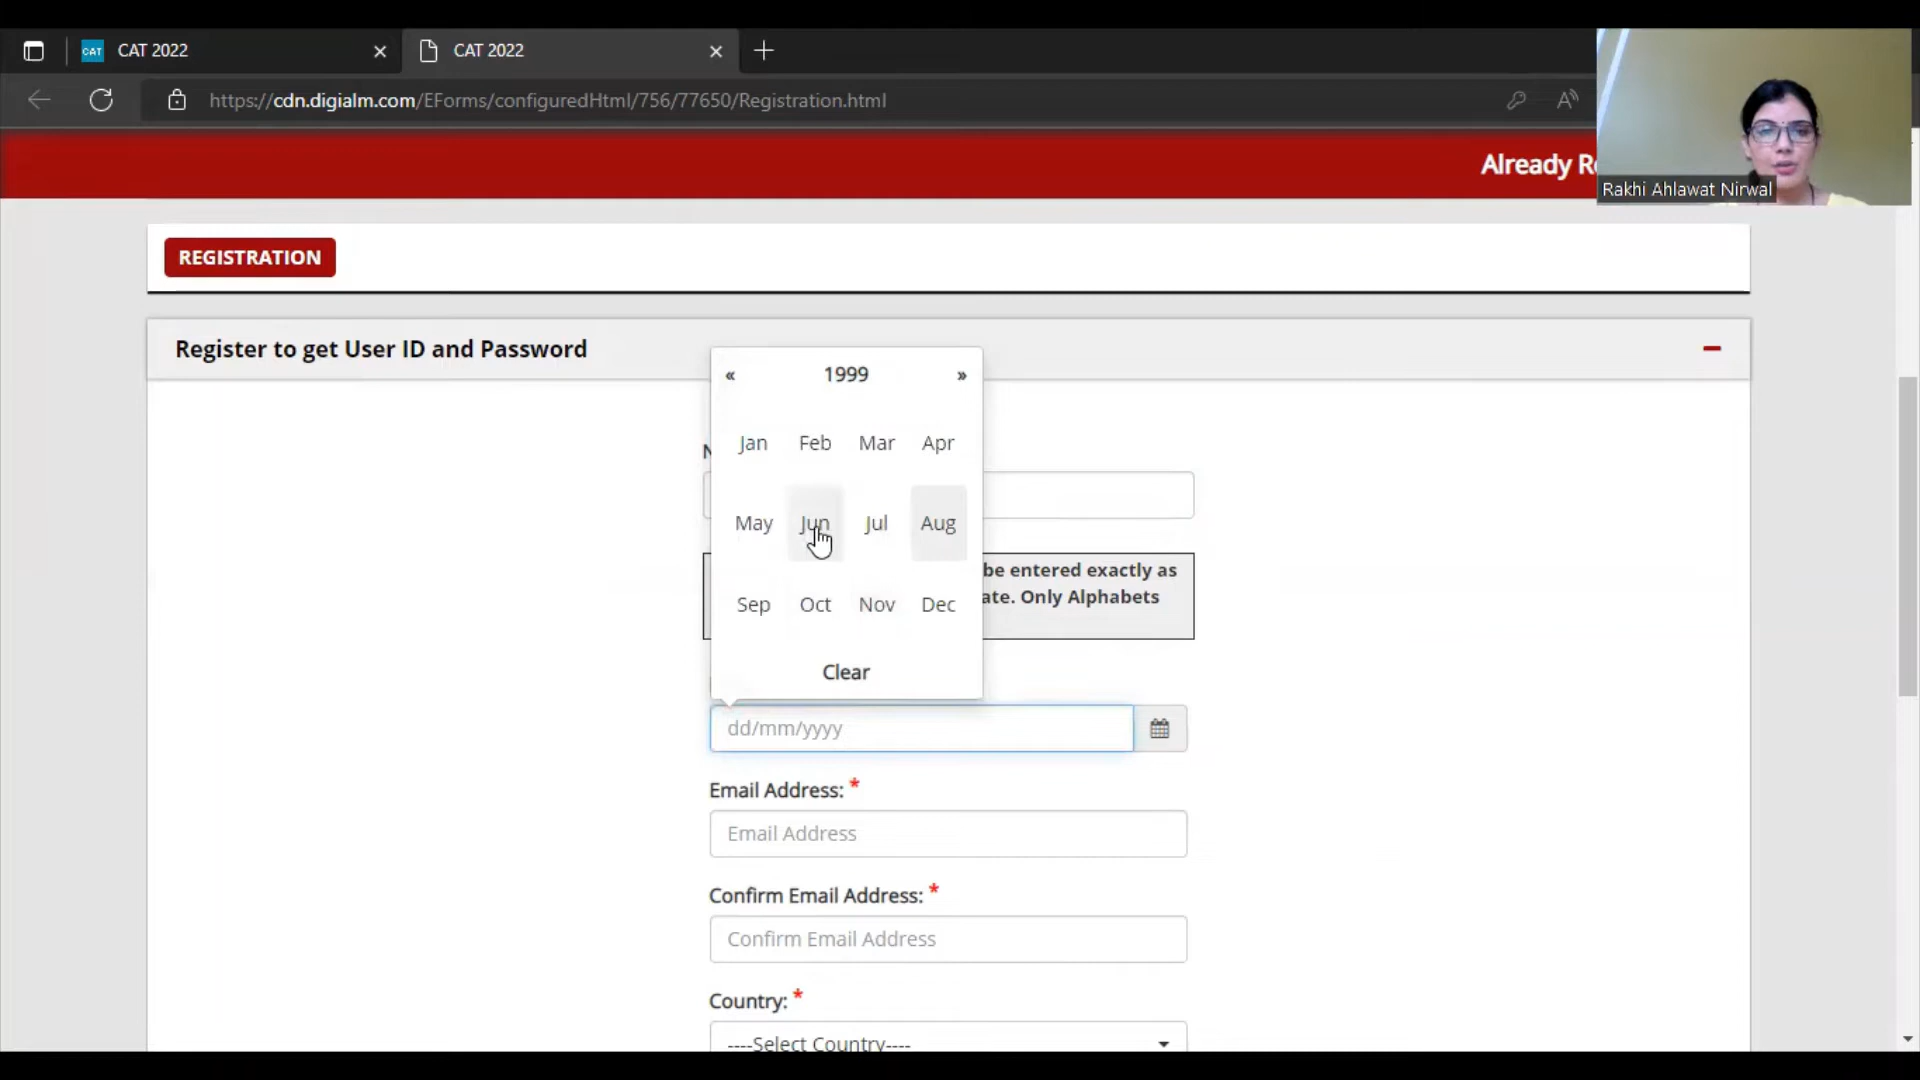 CAT 2022
CAT 2022
https://cdn.digialm.com/EForms/configuredHtml/756/77650/Registration.html
Already R
Rakhi Ahlawat Nirwal
REGISTRATION
Register to get User ID and Password
« 1999 »
Jan Feb Mar Apr
May Jun Jul Aug
Sep Oct Nov Dec
Clear
be entered exactly as
ate. Only Alphabets
dd/mm/yyyy
Email Address: *
Email Address
Confirm Email Address: *
Confirm Email Address
Country: *
----Select Country----